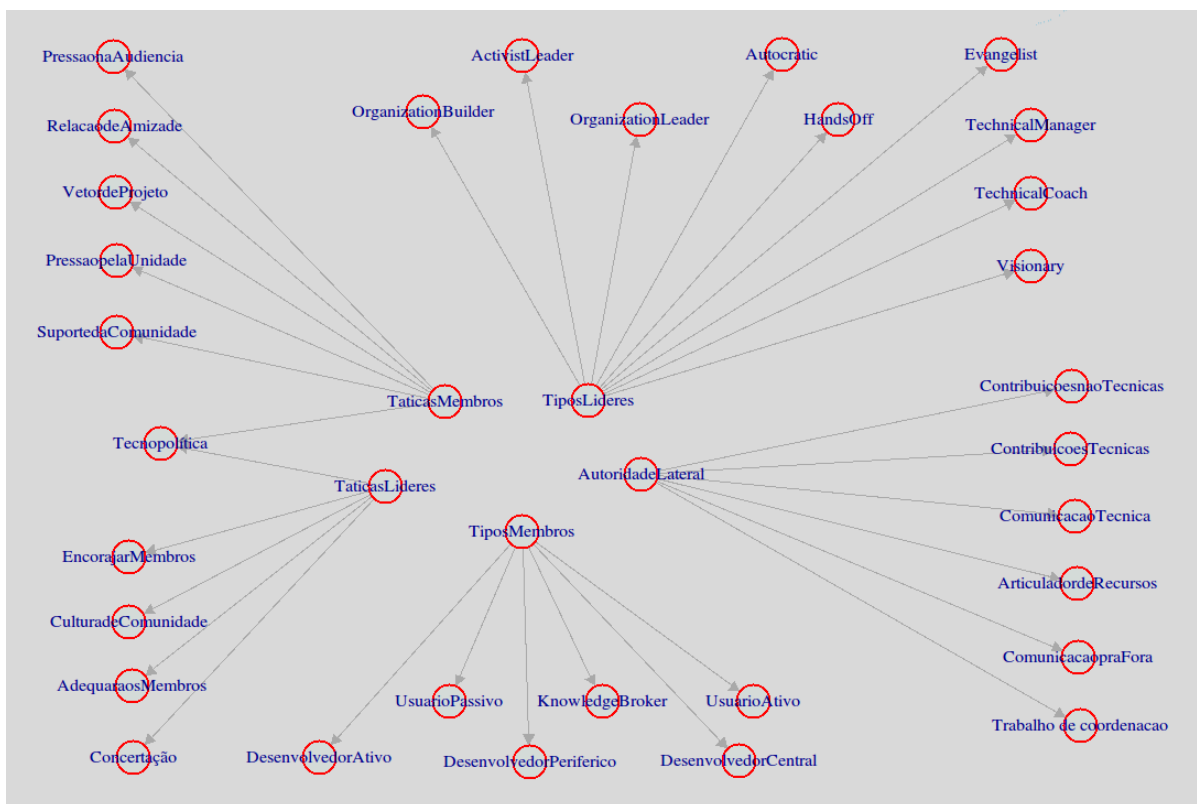 PressaonaAudiencia
ActivistLeader
Autocratic
Evangelist
OrganizationBuilder
OrganizationLeader
HandsOff
RelacaodeAmizade
TechnicalManager
VetordeProjeto
TechnicalCoach
PressaopelaUnidade
Visionary
SuportedaComunidade
ContribuicoesnaoTecnicas
TaticasMembros
TiposLideres
Tecnopolítica
ContribuicoesTecnicas
AutoridadeLateral
TaticasLideres
ComunicacaoTecnica
TiposMembros
EncorajarMembros
ArticuladordeRecursos
CulturadeComunidade
ComunicacaopraFora
AdequaraosMembros
UsuarioPassivo
KnowledgeBroker
UsuarioAtivo
Trabalho de coordenacao
Concertação
DesenvolvedorAtivo
DesenvolvedorPeriferico
DesenvolvedorCentral